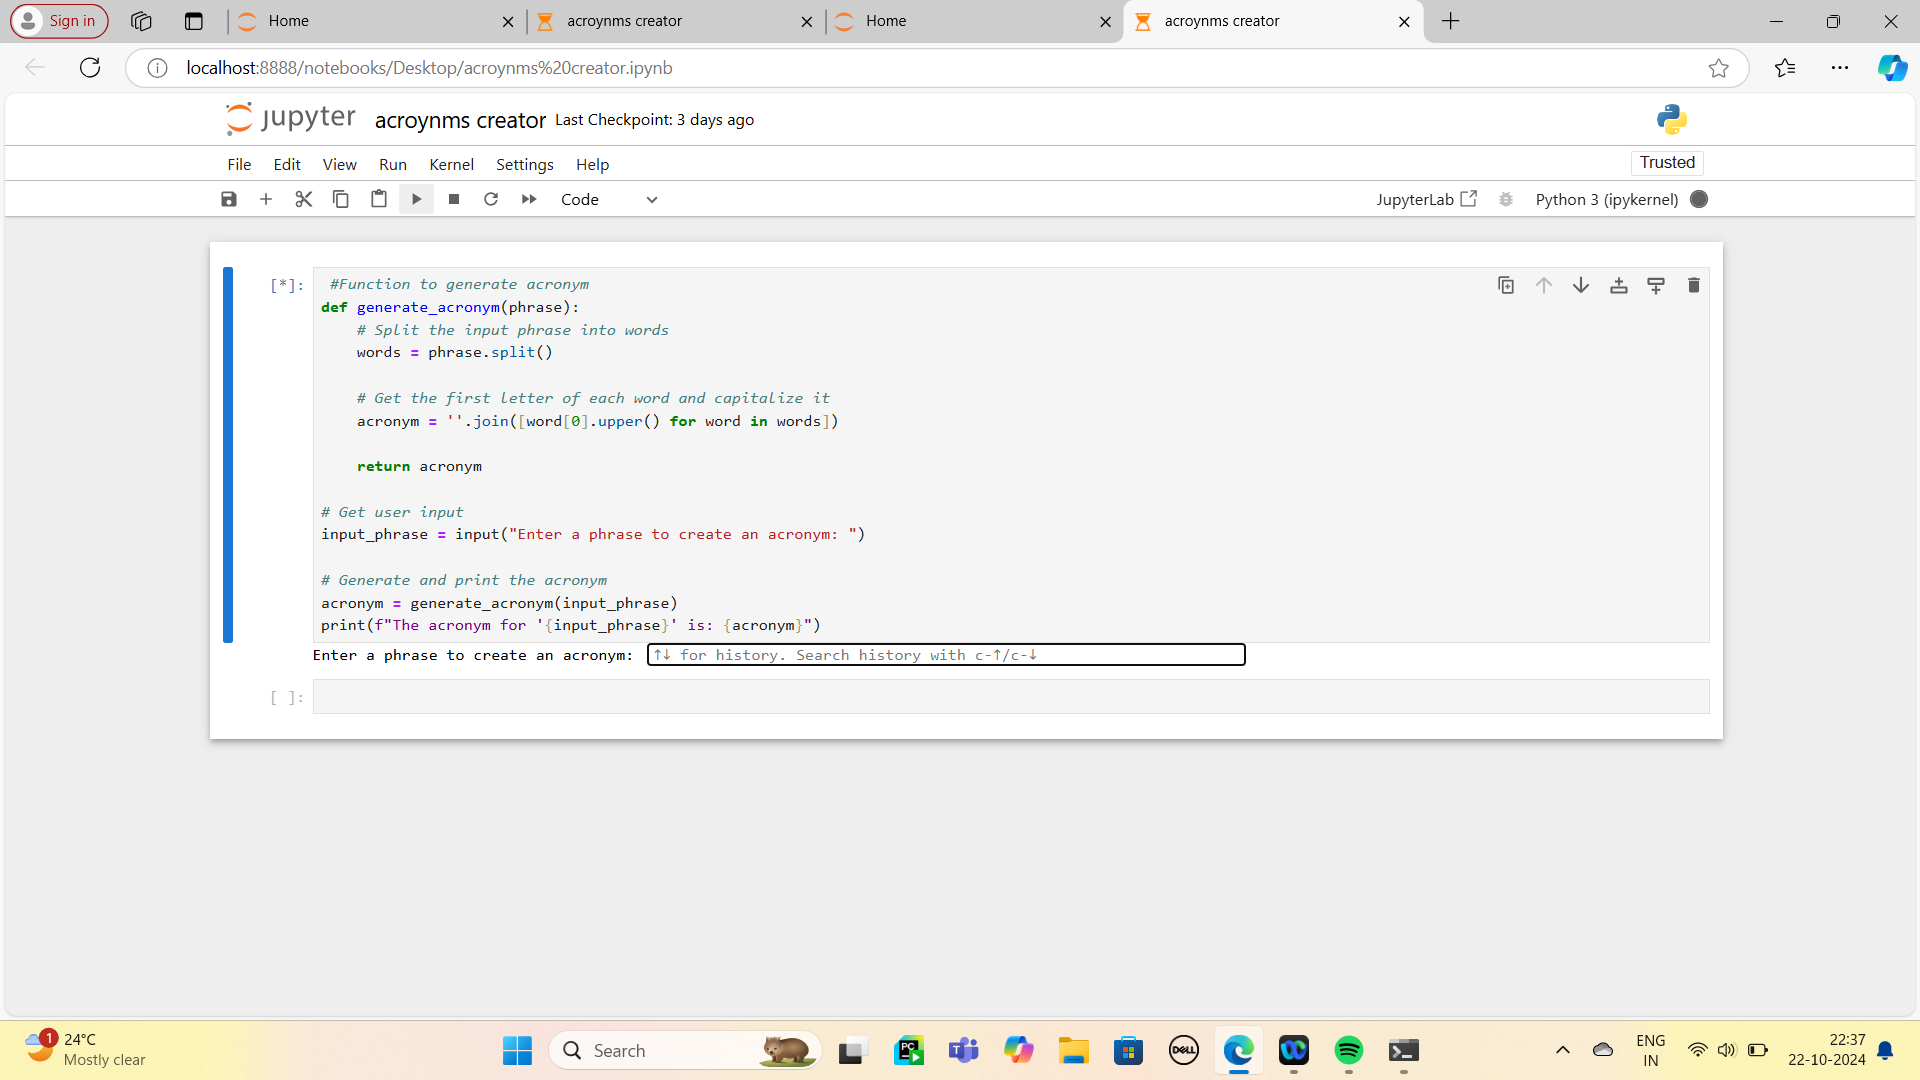 Sign in
Home
acroynms creator
Home
acroynms creator
localhost:8888/notebooks/Desktop/acroynms%20creator.ipynb
jupyter acroynms creator Last Checkpoint: 3 days ago
File Edit View Run Kernel Settings Help
Trusted
Code
JupyterLab
Python 3 (ipykernel)
[*]:
#Function to generate acronym
def generate_acronym(phrase):
    # Split the input phrase into words
    words = phrase.split()
    # Get the first letter of each word and capitalize it
    acronym = ''.join([word[0].upper() for word in words])
    return acronym
# Get user input
input_phrase = input("Enter a phrase to create an acronym: ")
# Generate and print the acronym
acronym = generate_acronym(input_phrase)
print(f"The acronym for '{input_phrase}' is: {acronym}")
Enter a phrase to create an acronym: ↑↓ for history. Search history with c-↑/c-↓
[ ]:
1
24°C
Mostly clear
Search
PC
DELL
ENG
IN
22:37
22-10-2024